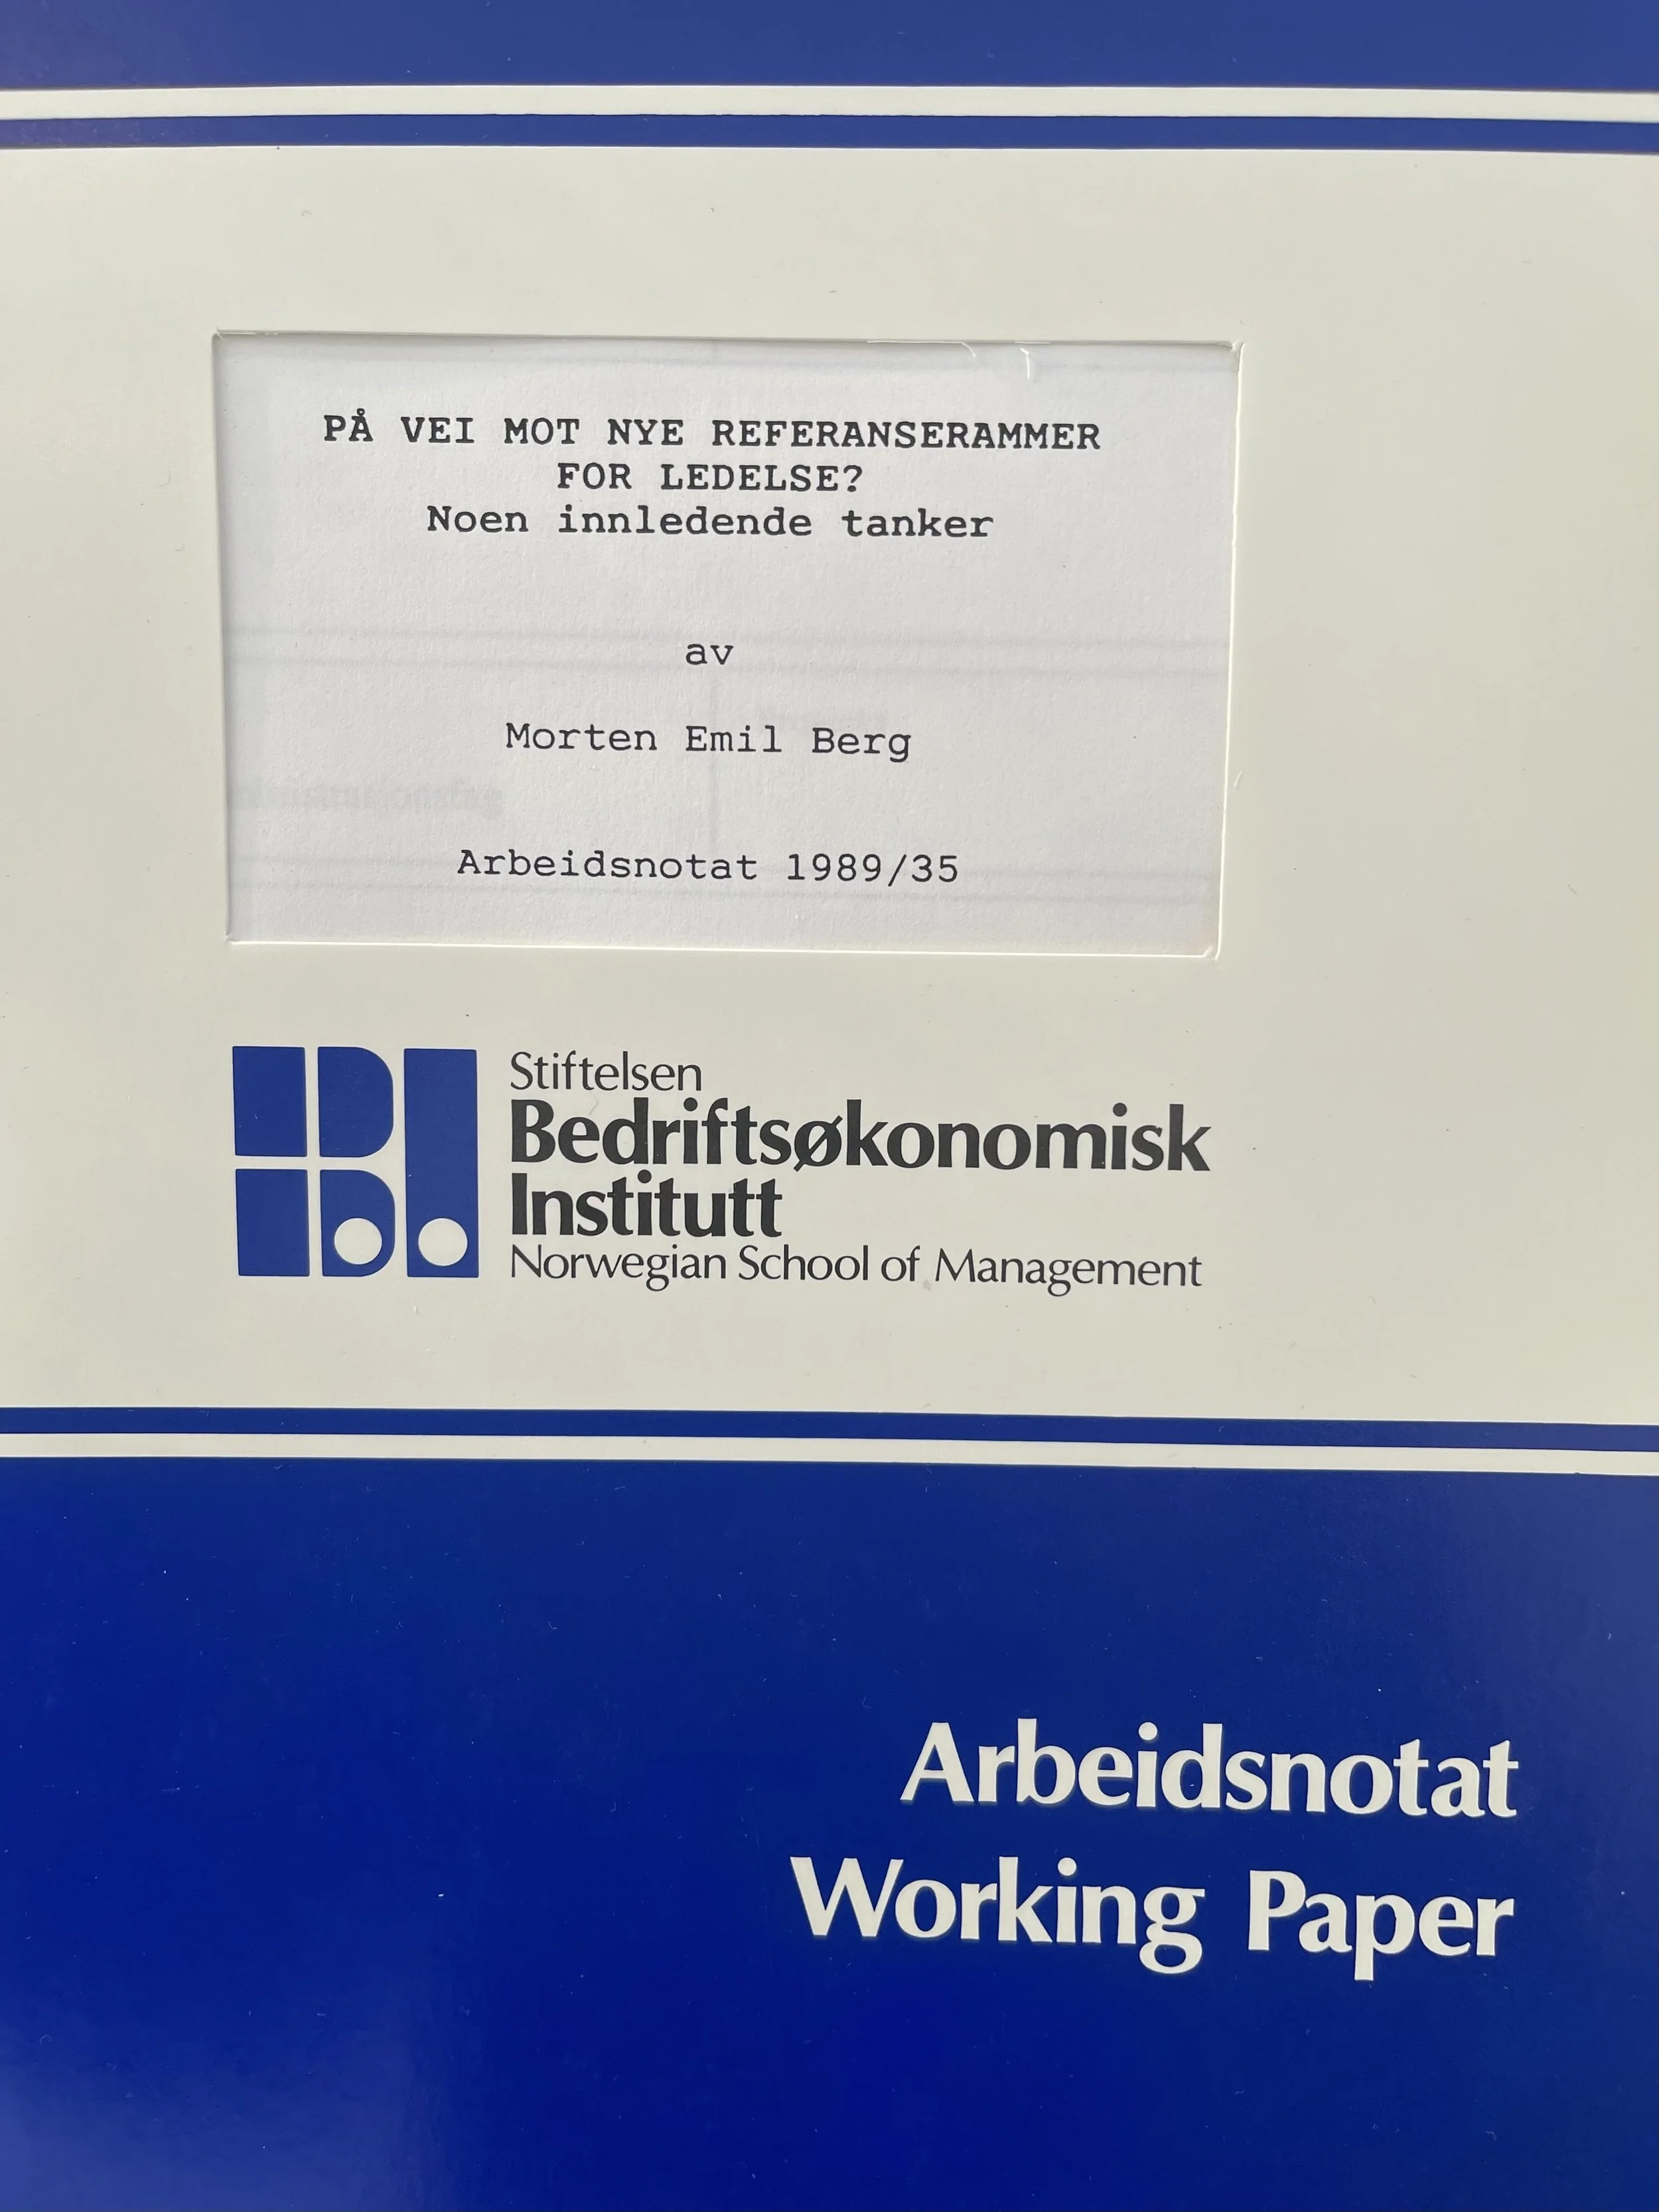 PÅ VEI MOT NYE REFERANSERAMMER
FOR LEDELSE?
Noen innledende tanker
av
Morten Emil Berg
Arbeidsnotat 1989/35
BI
Stiftelsen
Bedriftsøkonomisk
Institutt
Norwegian School of Management
Arbeidsnotat
Working Paper